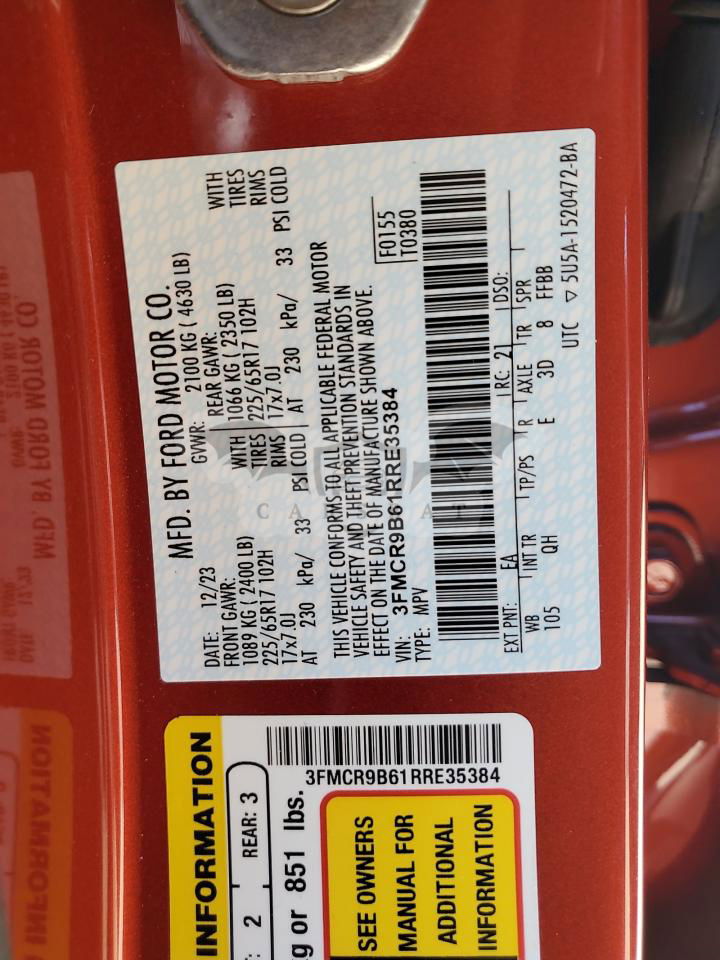 MFD. BY FORD MOTOR CO.
DATE: 12/23 GVWR: 2100 KG ( 4630 LB)
FRONT GAWR: REAR GAWR:
1089 KG ( 2400 LB) WITH 1066 KG ( 2350 LB) WITH
225/65R17 102H TIRES 225/65R17 102H TIRES
17x7.0J RIMS 17x7.0J RIMS
AT 230 kPa/ 33 PSI COLD AT 230 kPa/ 33 PSI COLD
THIS VEHICLE CONFORMS TO ALL APPLICABLE FEDERAL MOTOR
VEHICLE SAFETY AND THEFT PREVENTION STANDARDS IN
EFFECT ON THE DATE OF MANUFACTURE SHOWN ABOVE.
VIN: 3FMCR9B61RRE35384
TYPE: MPV
F0155
T0380
EXT PNT: EA RC: 21 DSO:
WB INT TR TP/PS R AXLE TR SPR
105 QH E 3D 8 FFBB
UTC ▽ 5U5A-1520472-BA
INFORMATION
2 REAR: 3
kg or 851 lbs.
3FMCR9B61RRE35384
SEE OWNERS
MANUAL FOR
ADDITIONAL
INFORMATION